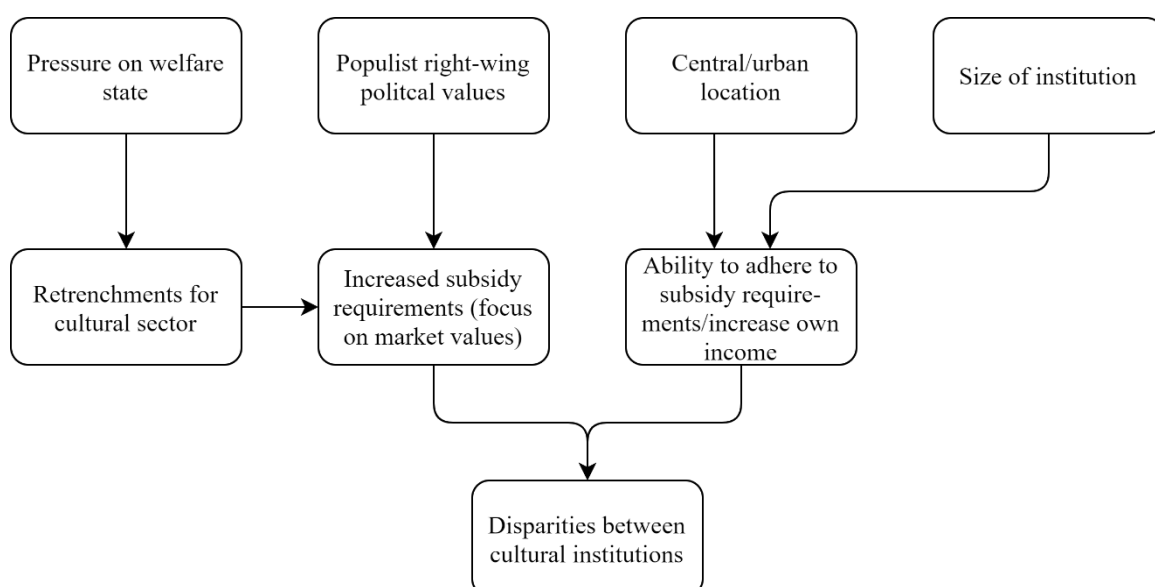 Pressure on welfare
state
Populist right-wing
politcal values
Central/urban
location
Size of institution
Retrenchments for
cultural sector
Increased subsidy
requirements (focus
on market values)
Ability to adhere to
subsidy require-
ments/increase own
income
Disparities between
cultural institutions